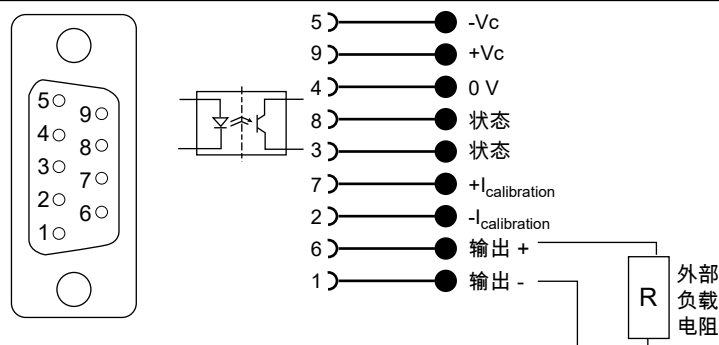 5
9
4
8
3
7
2
6
1
5 -Vc
9 +Vc
4 0 V
8 状态
3 状态
7 +Icalibration
2 -Icalibration
6 输出 +
1 输出 -
R
外部
负载
电阻